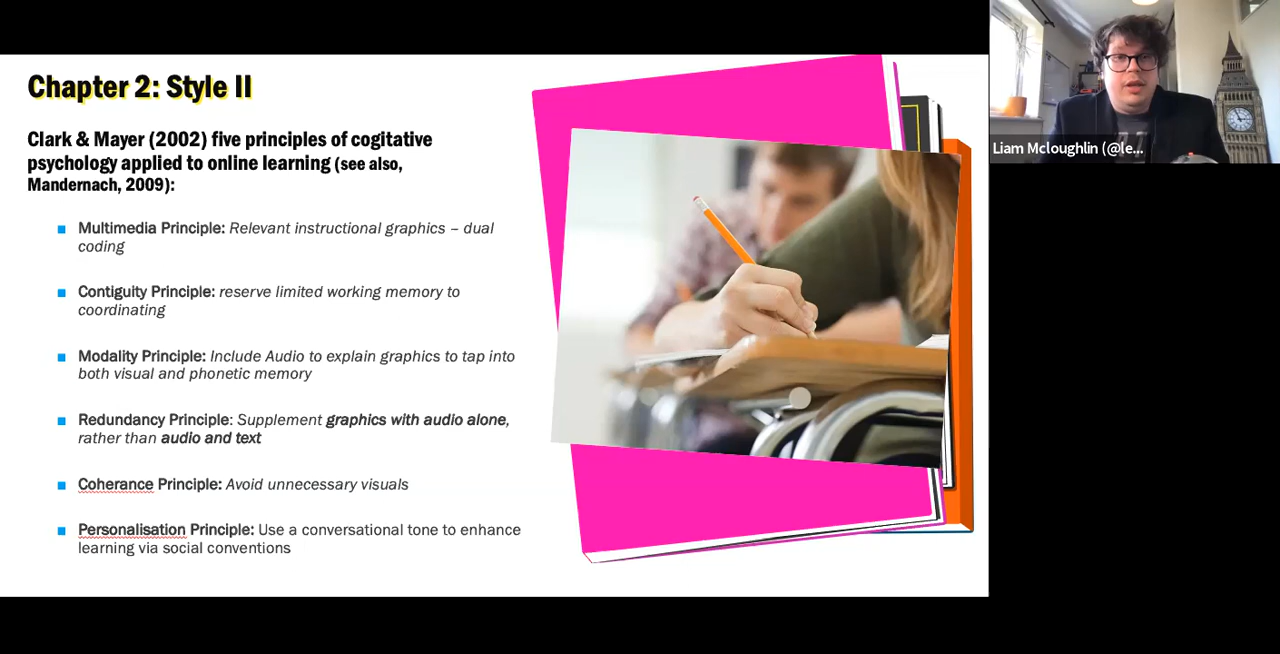 Chapter 2: Style II
Clark & Mayer (2002) five principles of cogitative
psychology applied to online learning (see also,
Mandernach, 2009):
Multimedia Principle: Relevant instructional graphics – dual
coding
Contiguity Principle: reserve limited working memory to
coordinating
Modality Principle: Include Audio to explain graphics to tap into
both visual and phonetic memory
Redundancy Principle: Supplement graphics with audio alone,
rather than audio and text
Coherance Principle: Avoid unnecessary visuals
Personalisation Principle: Use a conversational tone to enhance
learning via social conventions
Liam Mcloughlin (@le...